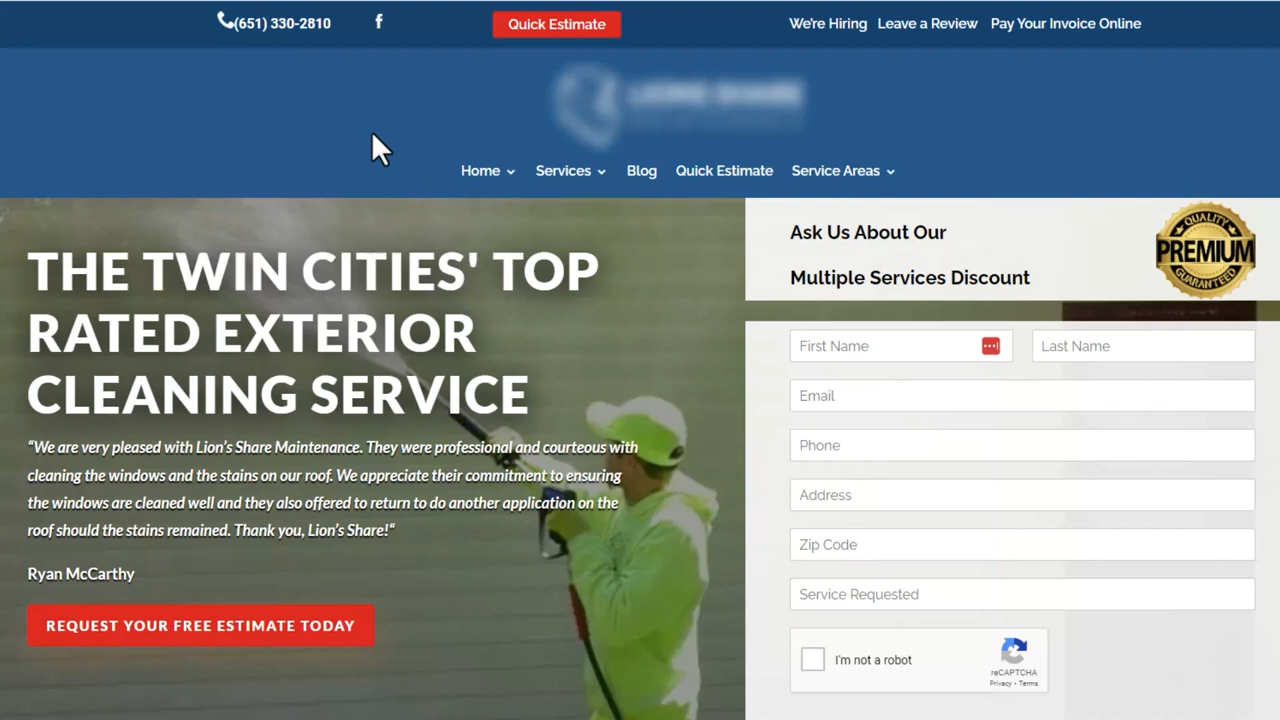 (651) 330-2810
Quick Estimate
We're Hiring
Leave a Review
Pay Your Invoice Online
LIONS SHARE
Home
Services
Blog
Quick Estimate
Service Areas
THE TWIN CITIES' TOP
RATED EXTERIOR
CLEANING SERVICE
“We are very pleased with Lion’s Share Maintenance. They were professional and courteous with
cleaning the windows and the stains on our roof. We appreciate their commitment to ensuring
the windows are cleaned well and they also offered to return to do another application on the
roof should the stains remained. Thank you, Lion’s Share!“
Ryan McCarthy
REQUEST YOUR FREE ESTIMATE TODAY
Ask Us About Our
Multiple Services Discount
QUALITY
PREMIUM
GUARANTEED
First Name
Last Name
Email
Phone
Address
Zip Code
Service Requested
I'm not a robot
reCAPTCHA
Privacy - Terms